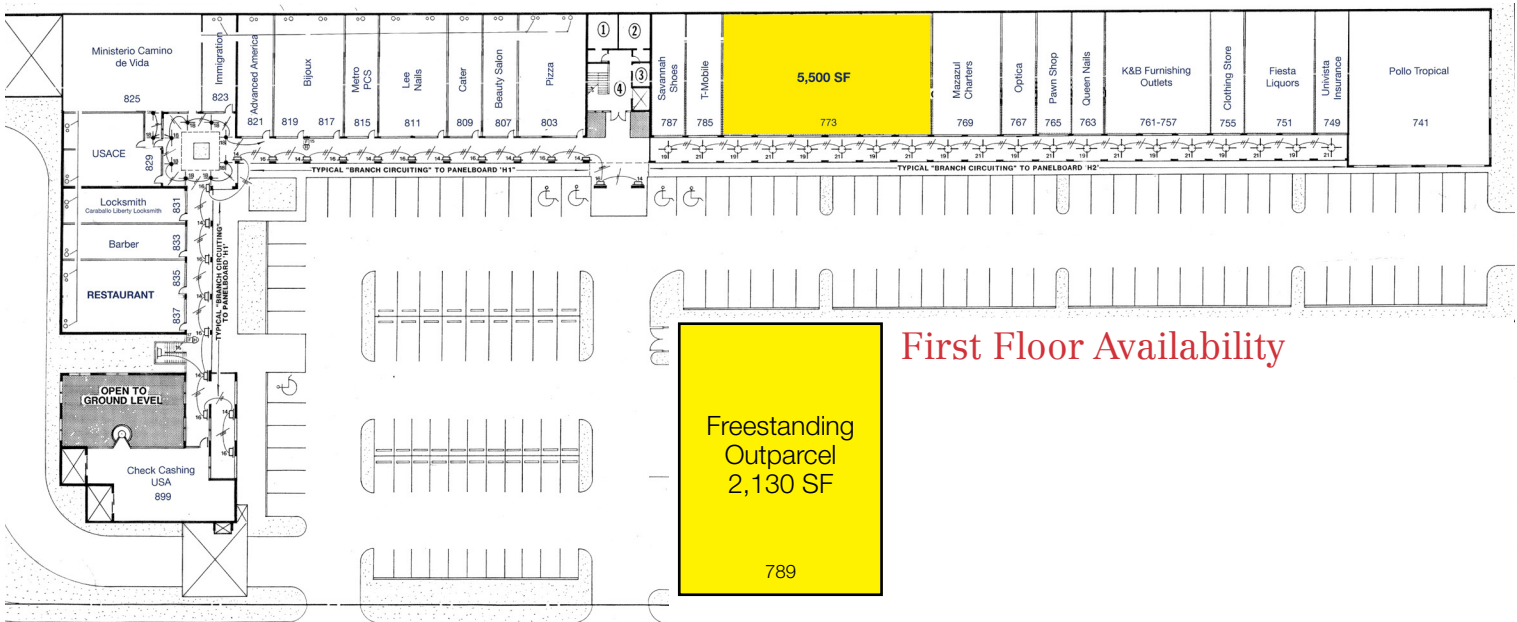 Ministerio Camino
de Vida
825
Immigration
823
Advanced America
821
Bijoux
819
817
Metro
PCS
815
Lee
Nails
811
Cater
809
Beauty Salon
807
Pizza
803
1
2
3
4
Savannah
Shoes
787
T-Mobile
785
5,500 SF
773
Mazazul
Charters
769
Optica
767
Pawn Shop
765
Queen Nails
763
K&B Furnishing
Outlets
761-757
Clothing Store
755
Fiesta
Liquors
751
Univista
Insurance
749
Pollo Tropical
741
USACE
829
TYPICAL "BRANCH CIRCUITING" TO PANELBOARD 'H1'
TYPICAL "BRANCH CIRCUITING" TO PANELBOARD 'H2'
Locksmith
Caraballo Liberty Locksmith
831
Barber
833
RESTAURANT
835
837
TYPICAL "BRANCH CIRCUITING"
TO PANELBOARD 'H1'
First Floor Availability
OPEN TO
GROUND LEVEL
Check Cashing
USA
899
Freestanding
Outparcel
2,130 SF
789